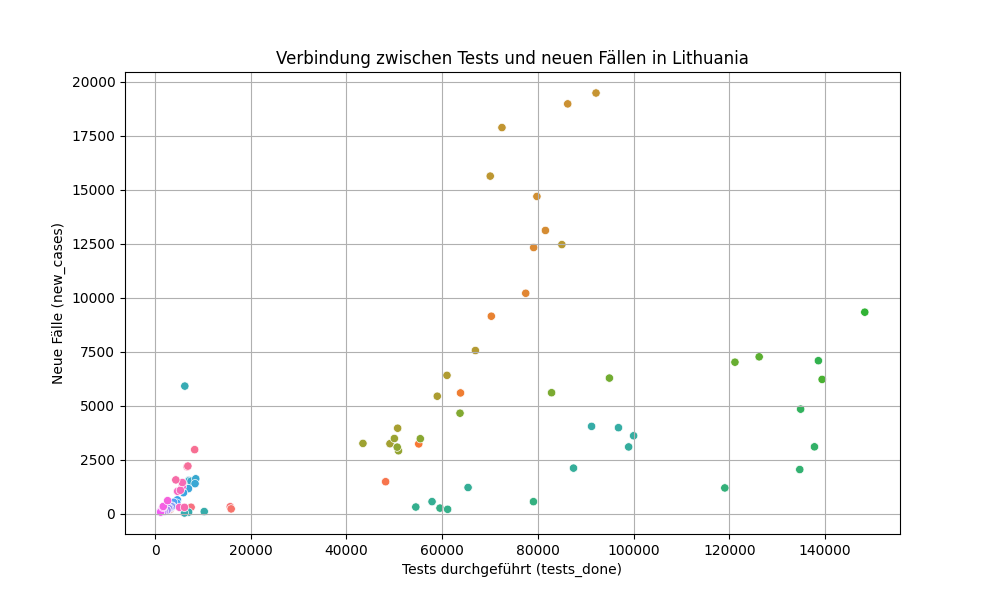 Verbindung zwischen Tests und neuen Fällen in Lithuania
20000
17500
15000
12500
10000
7500
5000
2500
0
Neue Fälle (new_cases)
0 20000 40000 60000 80000 100000 120000 140000
Tests durchgeführt (tests_done)